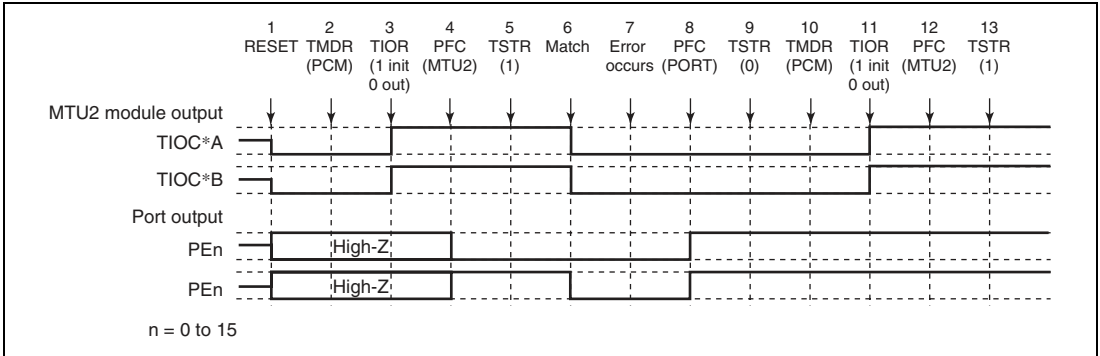 1 2 3 4 5 6 7 8 9 10 11 12 13
RESET TMDR TIOR PFC TSTR Match Error PFC TSTR TMDR TIOR PFC TSTR
(PCM) (1 init (MTU2) (1) occurs (PORT) (0) (PCM) (1 init (MTU2) (1)
0 out) 0 out)
MTU2 module output
TIOC*A
TIOC*B
Port output
PEn High-Z
PEn High-Z
n = 0 to 15